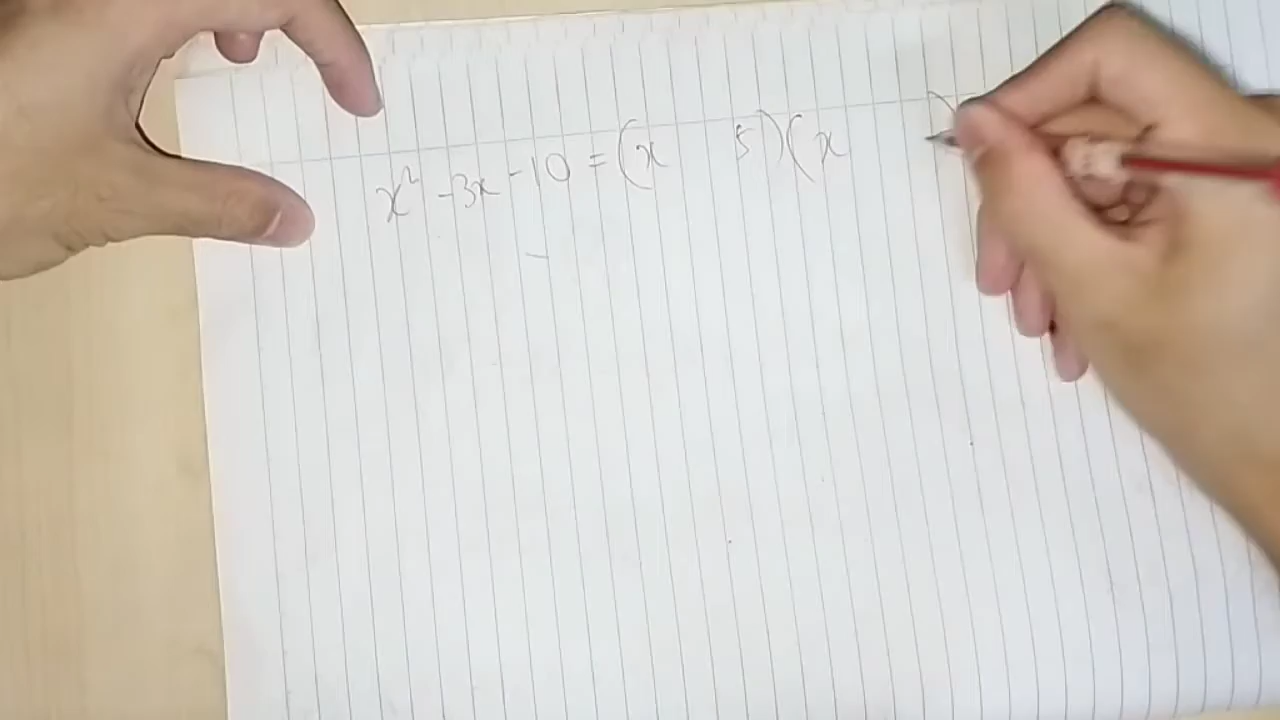 x² -3x -10 = (x   5)(x   )